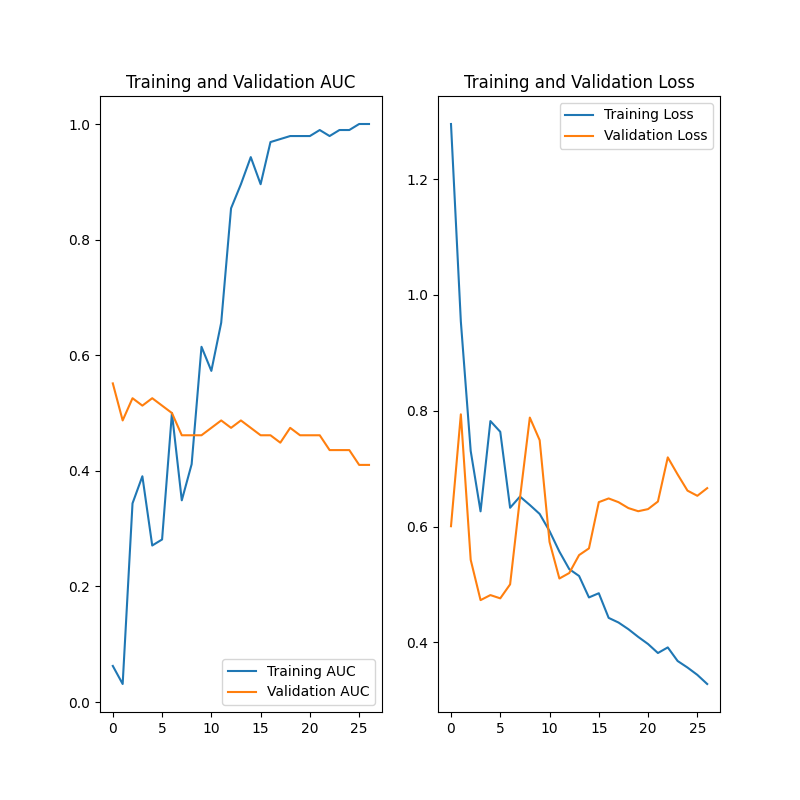 Training and Validation AUC
1.0
0.8
0.6
0.4
0.2
0.0
0 5 10 15 20 25
Training AUC
Validation AUC
Training and Validation Loss
Training Loss
Validation Loss
1.2
1.0
0.8
0.6
0.4
0 5 10 15 20 25